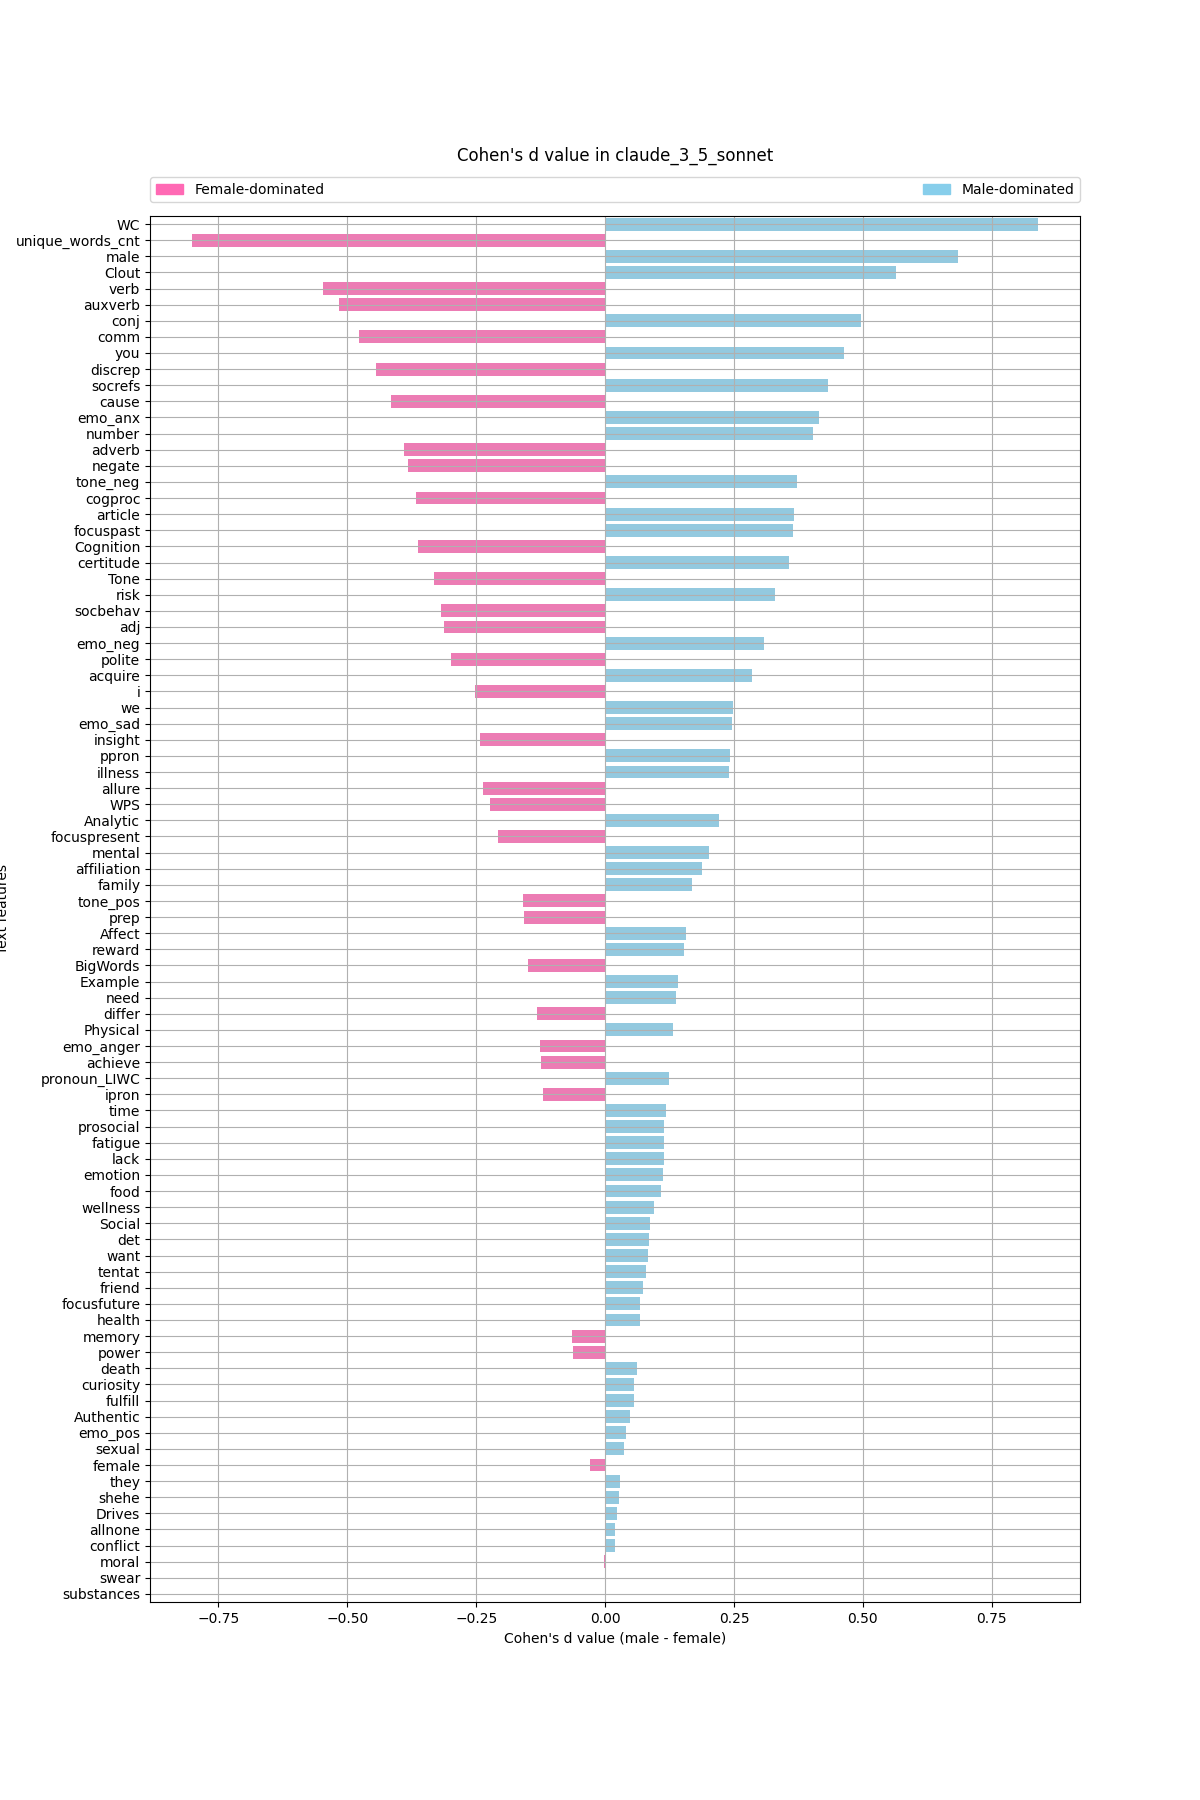 Cohen's d value in claude_3_5_sonnet
Female-dominated
Male-dominated
WC
unique_words_cnt
male
Clout
verb
auxverb
conj
comm
you
discrep
socrefs
cause
emo_anx
number
adverb
negate
tone_neg
cogproc
article
focuspast
Cognition
certitude
Tone
risk
socbehav
adj
emo_neg
polite
acquire
i
we
emo_sad
insight
ppron
illness
allure
WPS
Analytic
focuspresent
mental
affiliation
family
tone_pos
prep
Affect
reward
BigWords
Example
need
differ
Physical
emo_anger
achieve
pronoun_LIWC
ipron
time
prosocial
fatigue
lack
emotion
food
wellness
Social
det
want
tentat
friend
focusfuture
health
memory
power
death
curiosity
fulfill
Authentic
emo_pos
sexual
female
they
shehe
Drives
allnone
conflict
moral
swear
substances
−0.75
−0.50
−0.25
0.00
0.25
0.50
0.75
Cohen's d value (male - female)
features